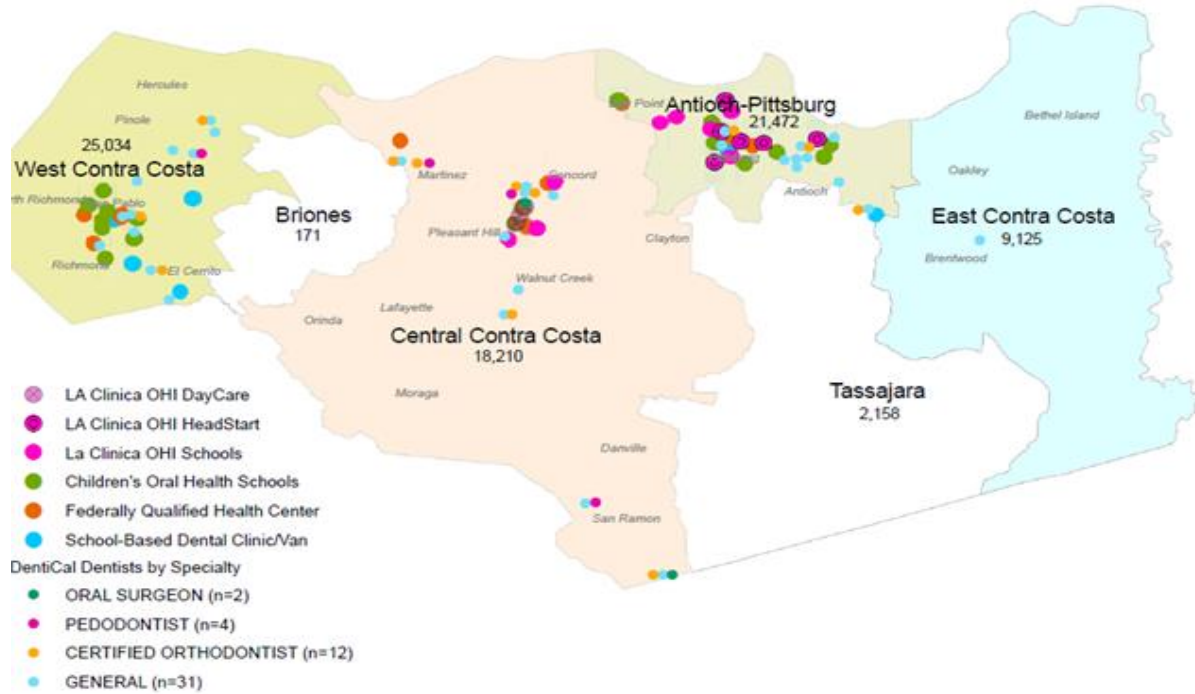 Hercules
Pinole
25,034
West Contra Costa
Richmond
El Cerrito
Briones
171
Martinez
Concord
Pleasant Hill
Clayton
Walnut Creek
Lafayette
Orinda
Central Contra Costa
18,210
Moraga
Danville
San Ramon
Point
Antioch-Pittsburg
21,472
Antioch
Bethel Island
Oakley
East Contra Costa
9,125
Brentwood
Tassajara
2,158
LA Clinica OHI DayCare
LA Clinica OHI HeadStart
La Clinica OHI Schools
Children's Oral Health Schools
Federally Qualified Health Center
School-Based Dental Clinic/Van
DentiCal Dentists by Specialty
ORAL SURGEON (n=2)
PEDODONTIST (n=4)
CERTIFIED ORTHODONTIST (n=12)
GENERAL (n=31)